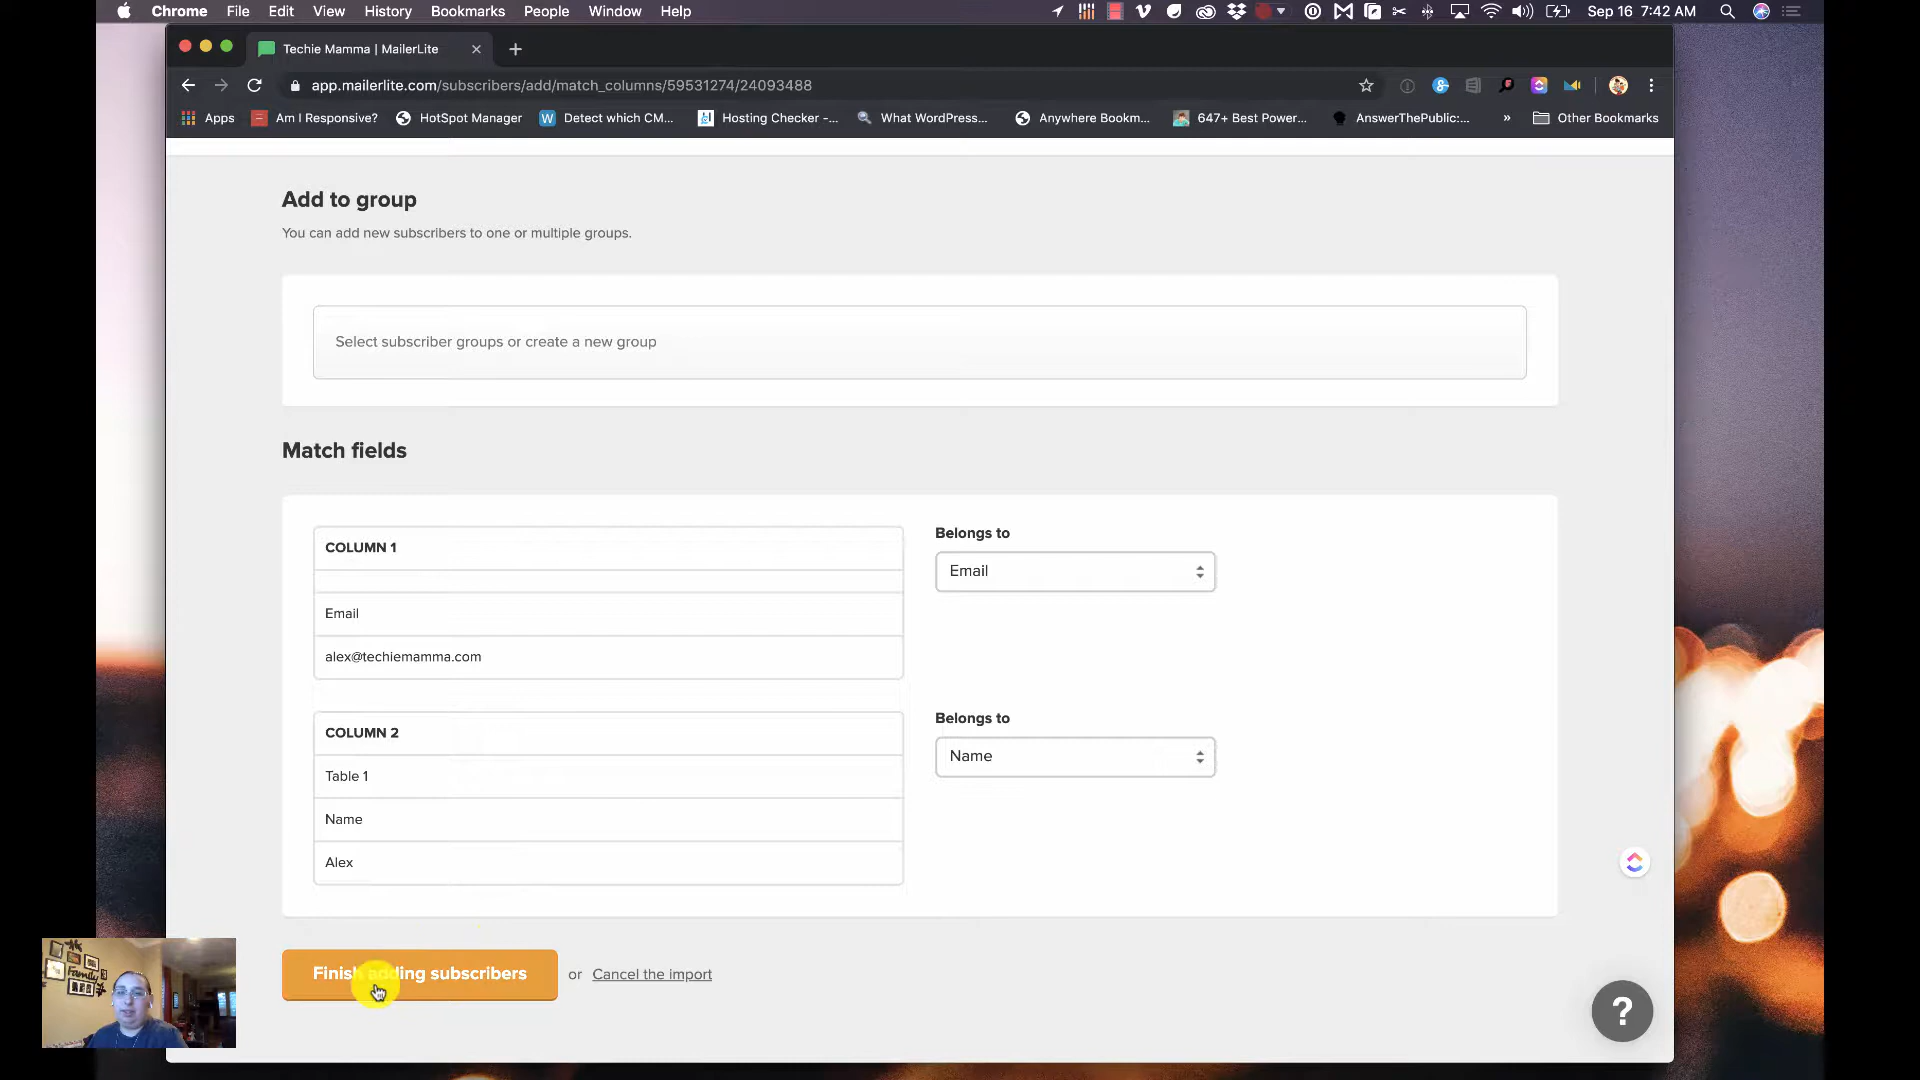 Chrome File Edit View History Bookmarks People Window Help Sep 16 7:42 AM
Techie Mamma | MailerLite
app.mailerlite.com/subscribers/add/match_columns/59531274/24093488
Apps Am I Responsive? HotSpot Manager Detect which CM... Hosting Checker -... What WordPress... Anywhere Bookm... 647+ Best Power... AnswerThePublic:... » Other Bookmarks
Add to group
You can add new subscribers to one or multiple groups.
Select subscriber groups or create a new group
Match fields
COLUMN 1
Belongs to
Email
Email
alex@techiemamma.com
COLUMN 2
Belongs to
Name
Table 1
Name
Alex
Finish adding subscribers or Cancel the import
?
Family